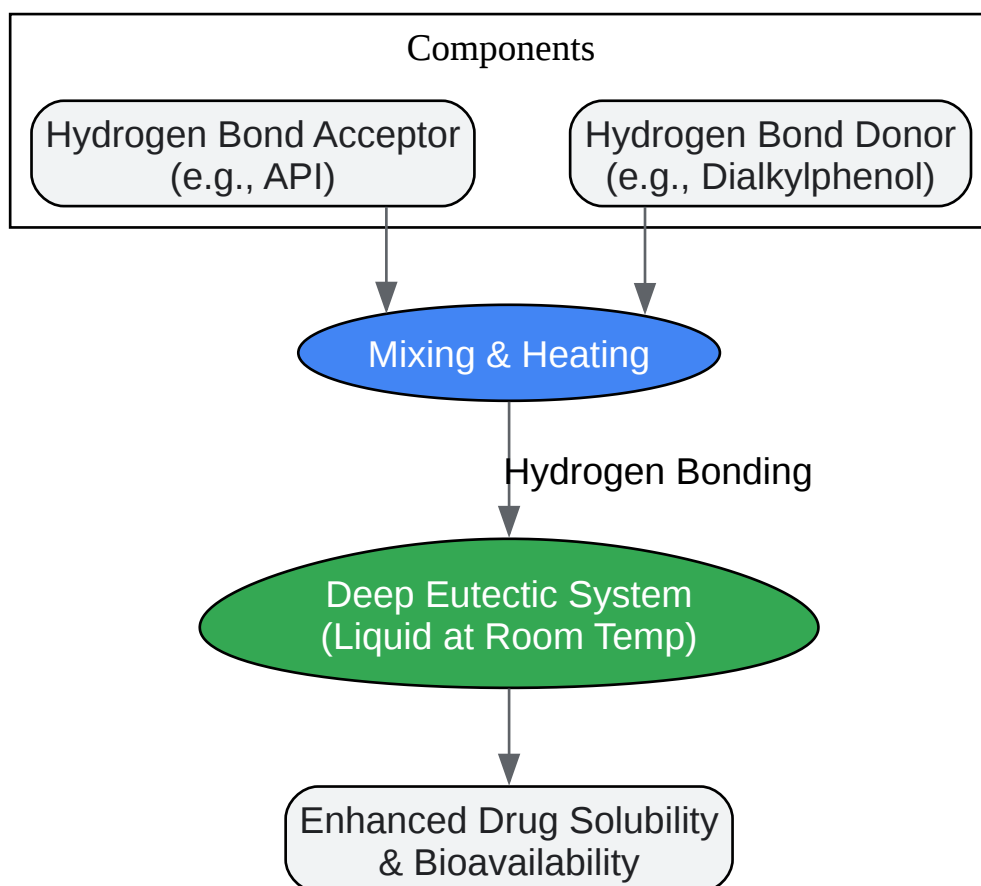 Components
Hydrogen Bond Acceptor
(e.g., API)
Hydrogen Bond Donor
(e.g., Dialkylphenol)
Mixing & Heating
Hydrogen Bonding
Deep Eutectic System
(Liquid at Room Temp)
Enhanced Drug Solubility
& Bioavailability